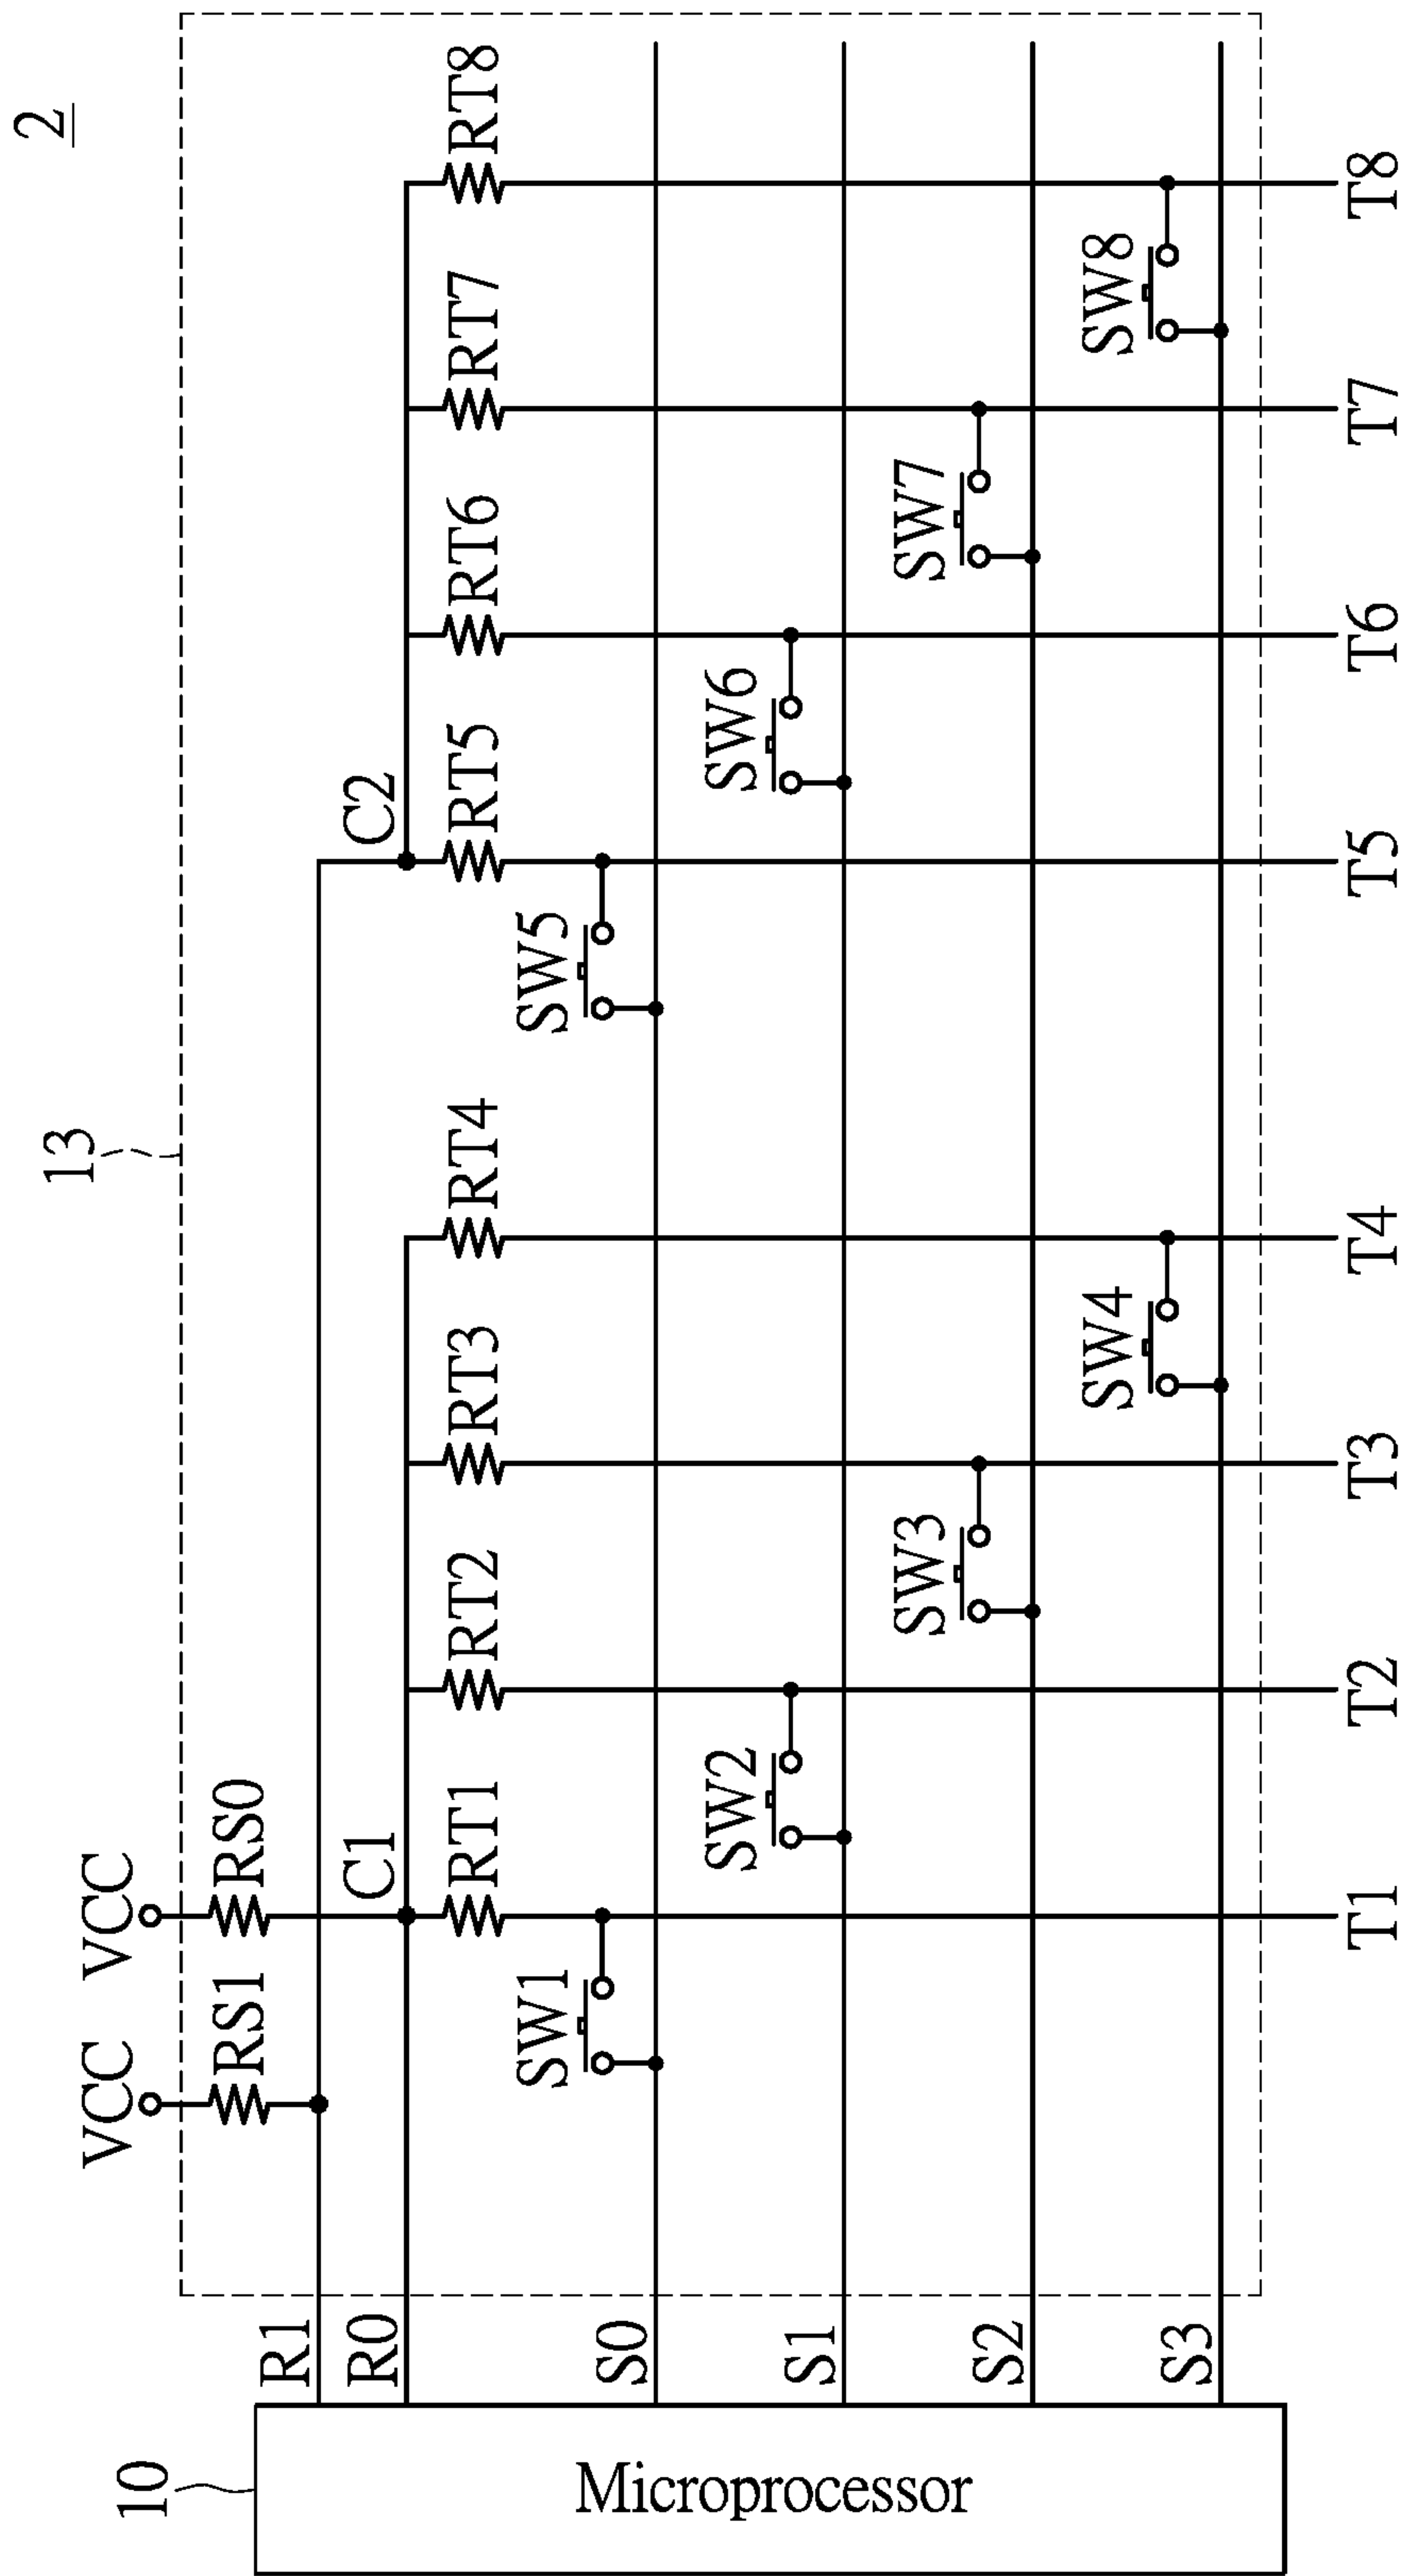 2
13
VCC
VCC
RS1
RS0
C1
C2
R1
R0
RT1
RT2
RT3
RT4
RT5
RT6
RT7
RT8
SW1
SW5
S0
SW2
SW6
S1
SW3
SW7
S2
SW4
SW8
S3
10
Microprocessor
T1
T2
T3
T4
T5
T6
T7
T8